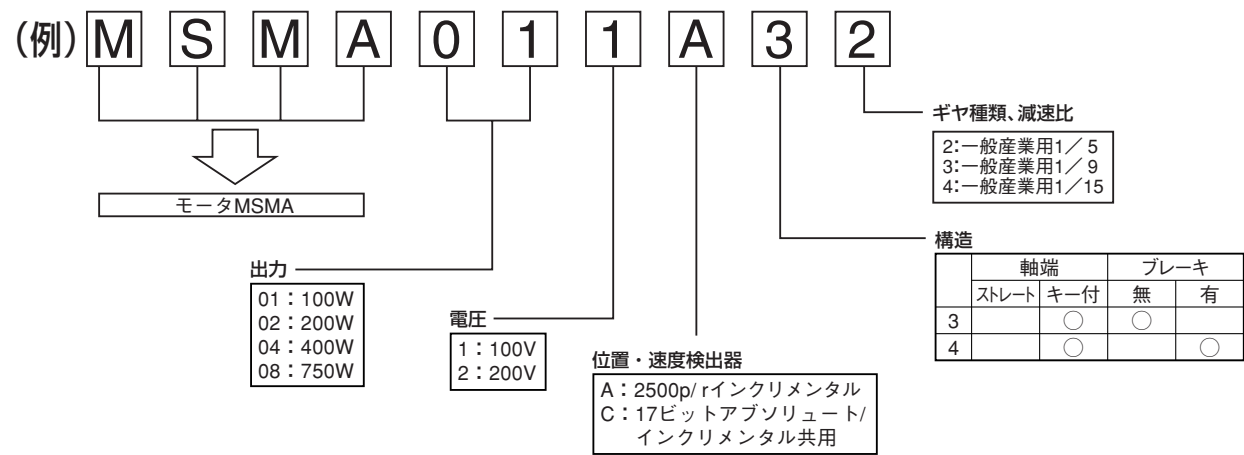 (例) M S M A 0 1 1 A 3 2
モータMSMA
出力
01：100W
02：200W
04：400W
08：750W
電圧
1：100V
2：200V
位置・速度検出器
A：2500p/rインクリメンタル
C：17ビットアブソリュート/
インクリメンタル共用
ギヤ種類、減速比
2:一般産業用1／5
3:一般産業用1／9
4:一般産業用1／15
構造
軸端 ブレーキ
ストレート キー付 無 有
3 ○ ○
4 ○ ○